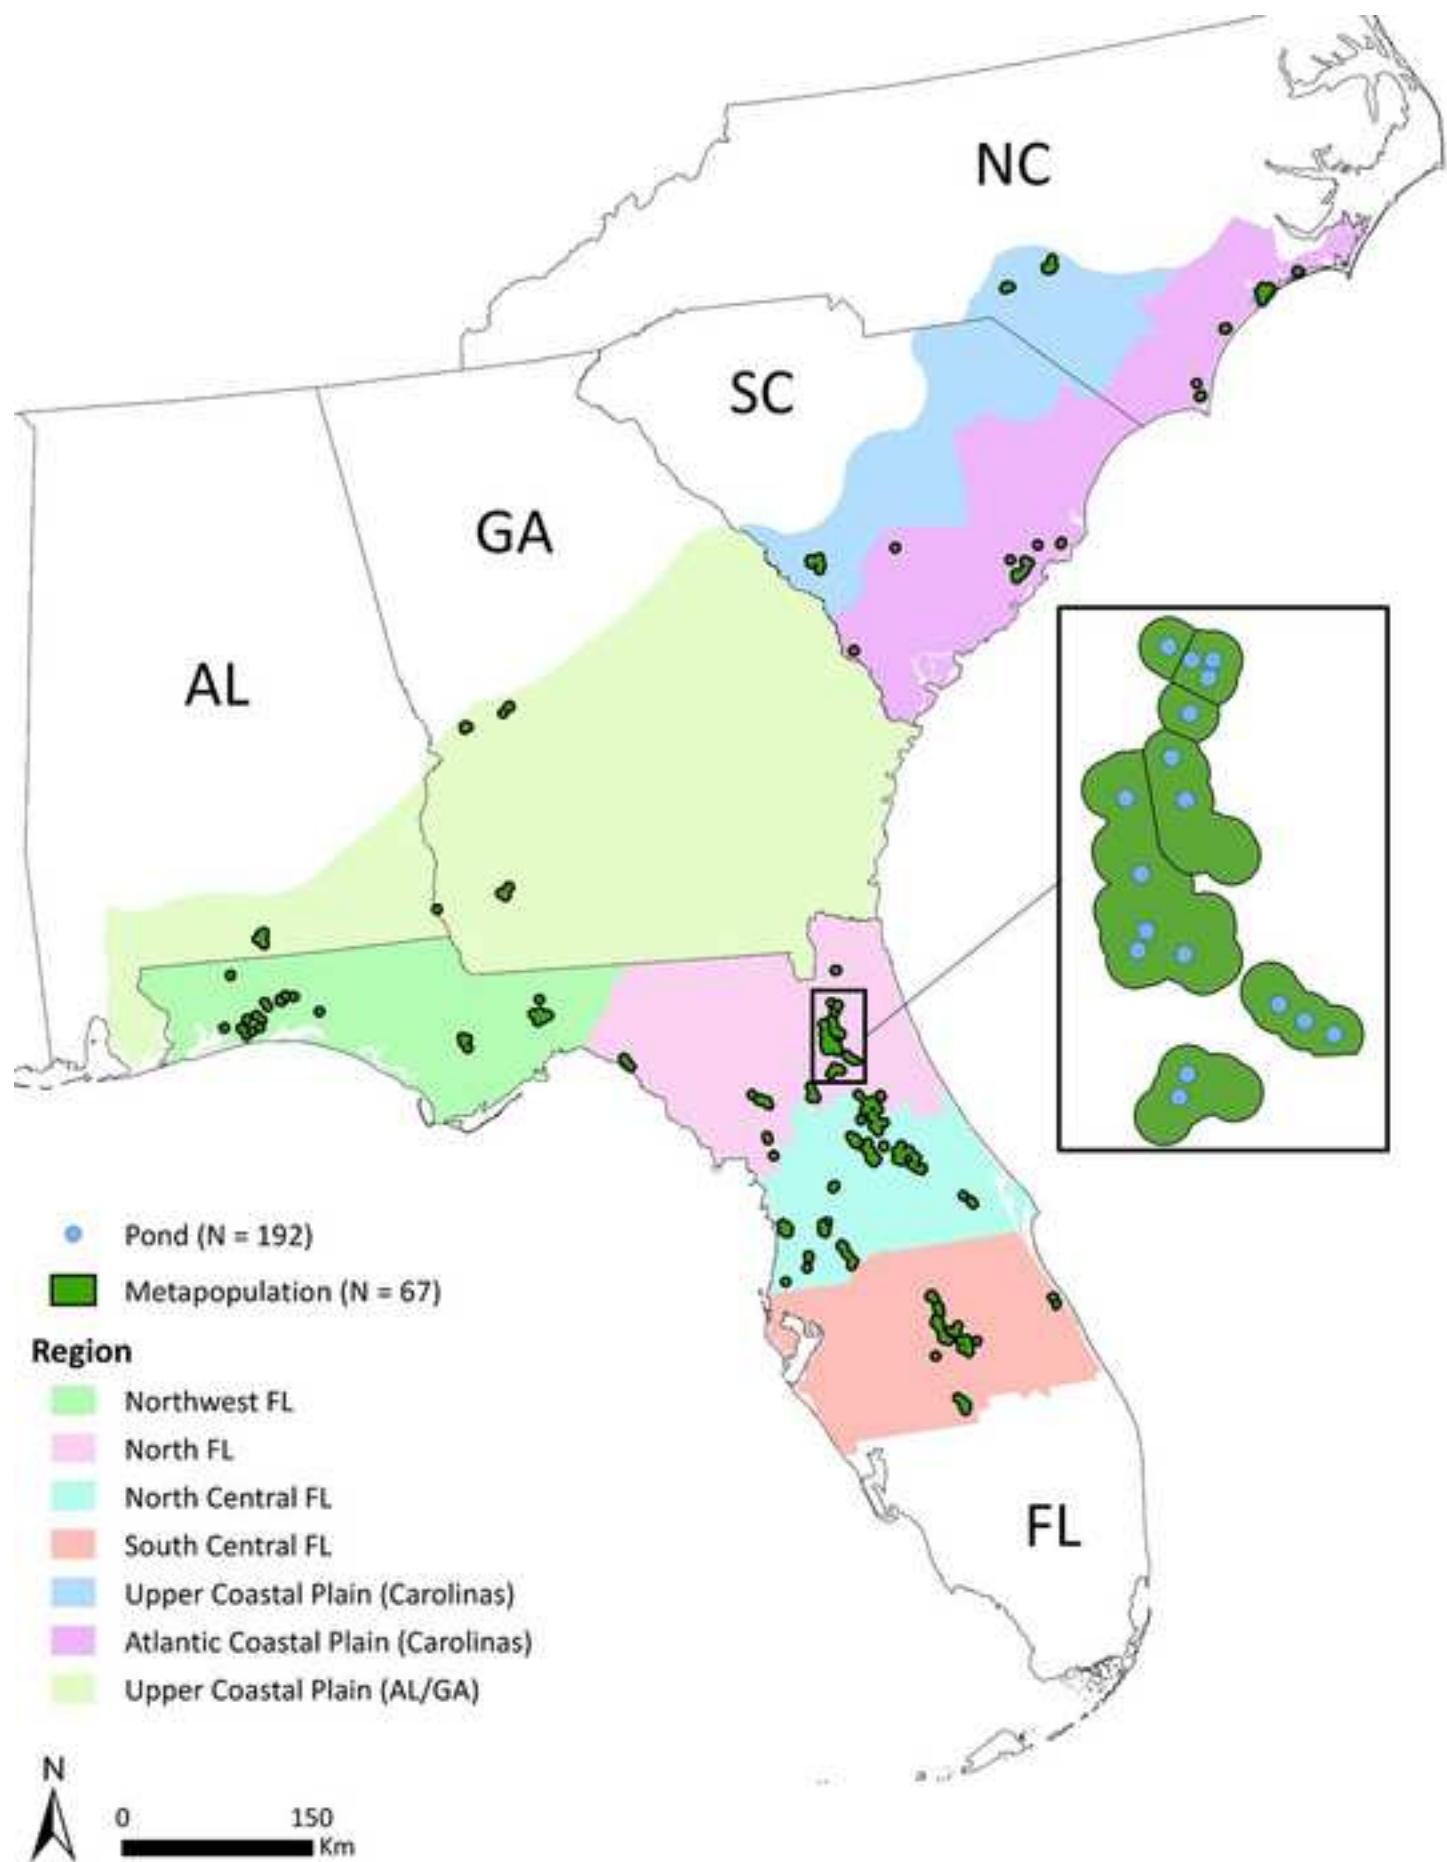 NC
SC
GA
AL
Pond (N = 192)
Metapopulation (N = 67)
Region
Northwest FL
North FL
North Central FL
South Central FL
FL
Upper Coastal Plain (Carolinas)
Atlantic Coastal Plain (Carolinas)
Upper Coastal Plain (AL/GA)
N
0 150
Km